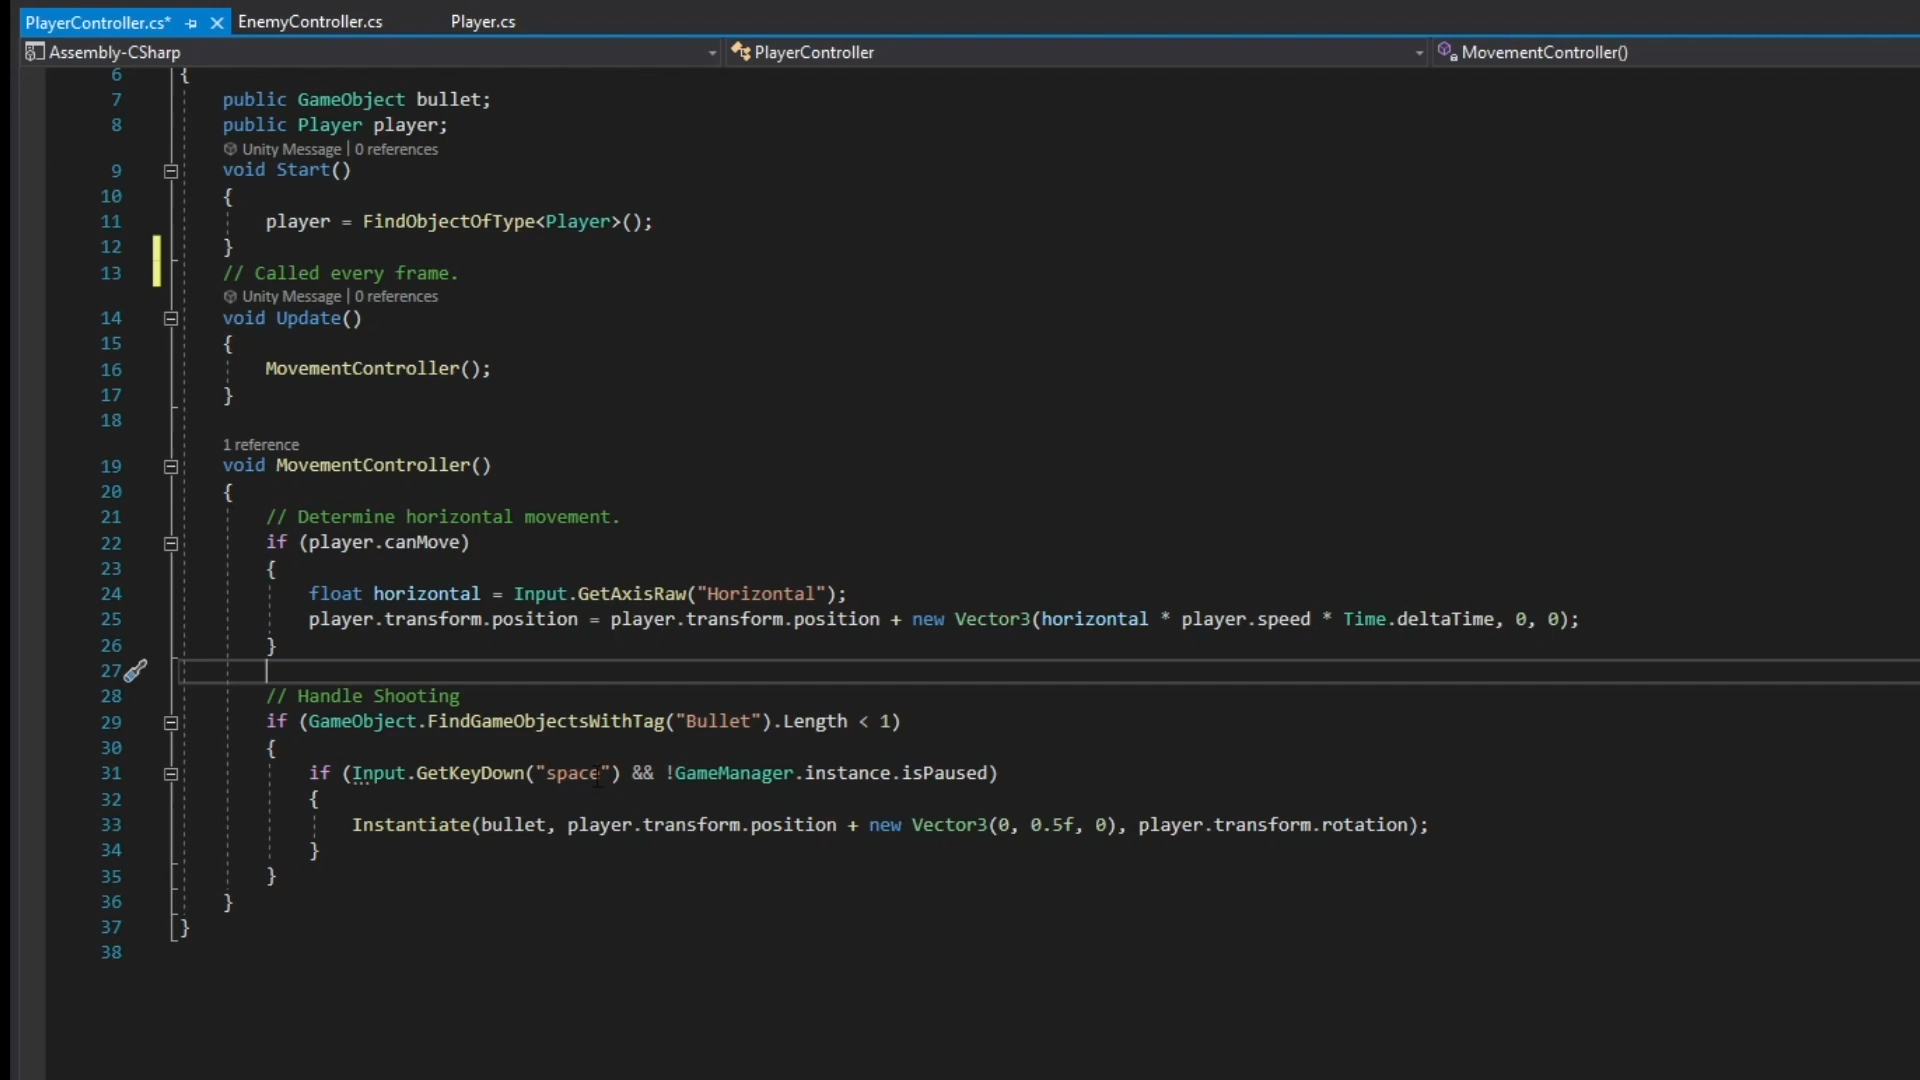 PlayerController.cs* EnemyController.cs Player.cs
Assembly-CSharp PlayerController MovementController()
6 {
7 public GameObject bullet;
8 public Player player;
Unity Message | 0 references
9 void Start()
10 {
11 player = FindObjectOfType<Player>();
12 }
13 // Called every frame.
Unity Message | 0 references
14 void Update()
15 {
16 MovementController();
17 }
18
1 reference
19 void MovementController()
20 {
21 // Determine horizontal movement.
22 if (player.canMove)
23 {
24 float horizontal = Input.GetAxisRaw("Horizontal");
25 player.transform.position = player.transform.position + new Vector3(horizontal * player.speed * Time.deltaTime, 0, 0);
26 }
27
28 // Handle Shooting
29 if (GameObject.FindGameObjectsWithTag("Bullet").Length < 1)
30 {
31 if (Input.GetKeyDown("space") && !GameManager.instance.isPaused)
32 {
33 Instantiate(bullet, player.transform.position + new Vector3(0, 0.5f, 0), player.transform.rotation);
34 }
35 }
36 }
37 }
38